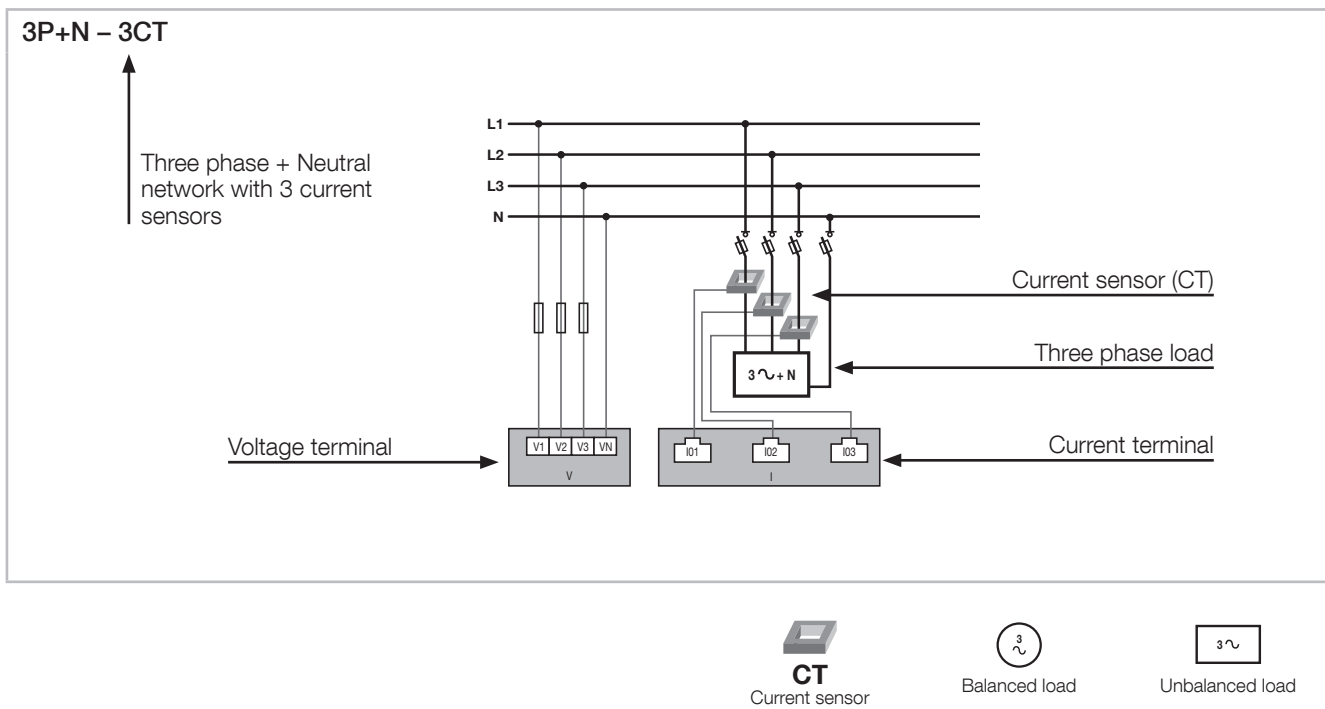 3P+N – 3CT
Three phase + Neutral
network with 3 current
sensors
L1
L2
L3
N
Current sensor (CT)
Three phase load
3 ∿ + N
Voltage terminal
V1 V2 V3 VN
V
I01 I02 I03
I
Current terminal
CT
Current sensor
3
∿
Balanced load
3 ∿
Unbalanced load